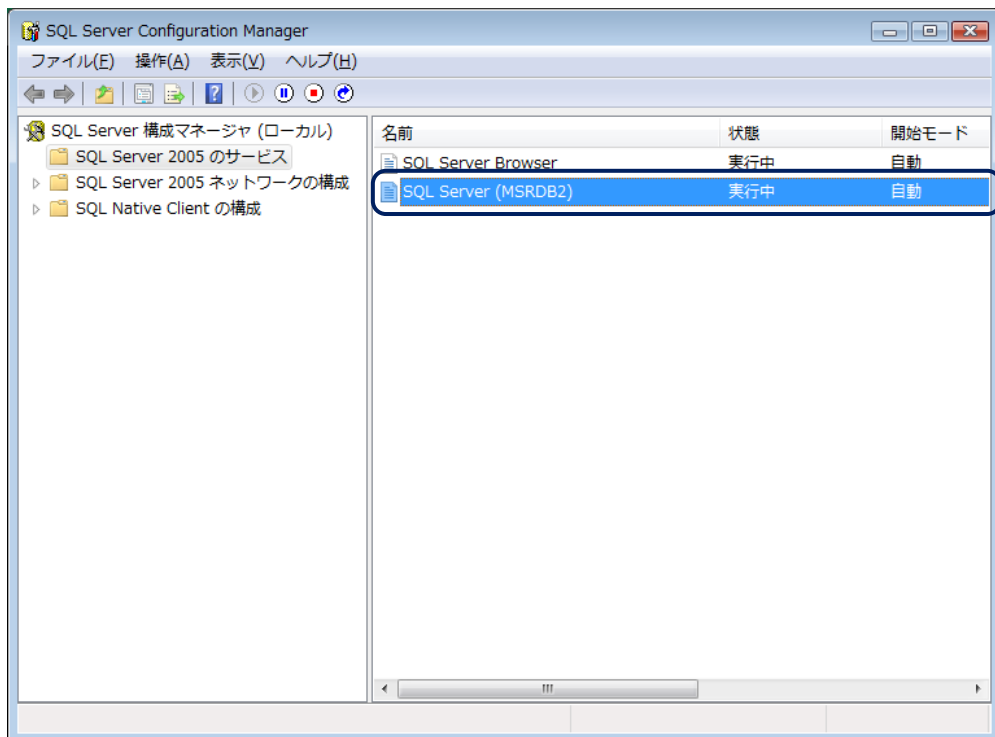 SQL Server Configuration Manager
ファイル(F) 操作(A) 表示(V) ヘルプ(H)
SQL Server 構成マネージャ (ローカル)
SQL Server 2005 のサービス
SQL Server 2005 ネットワークの構成
SQL Native Client の構成
名前 状態 開始モード
SQL Server Browser 実行中 自動
SQL Server (MSRDB2) 実行中 自動